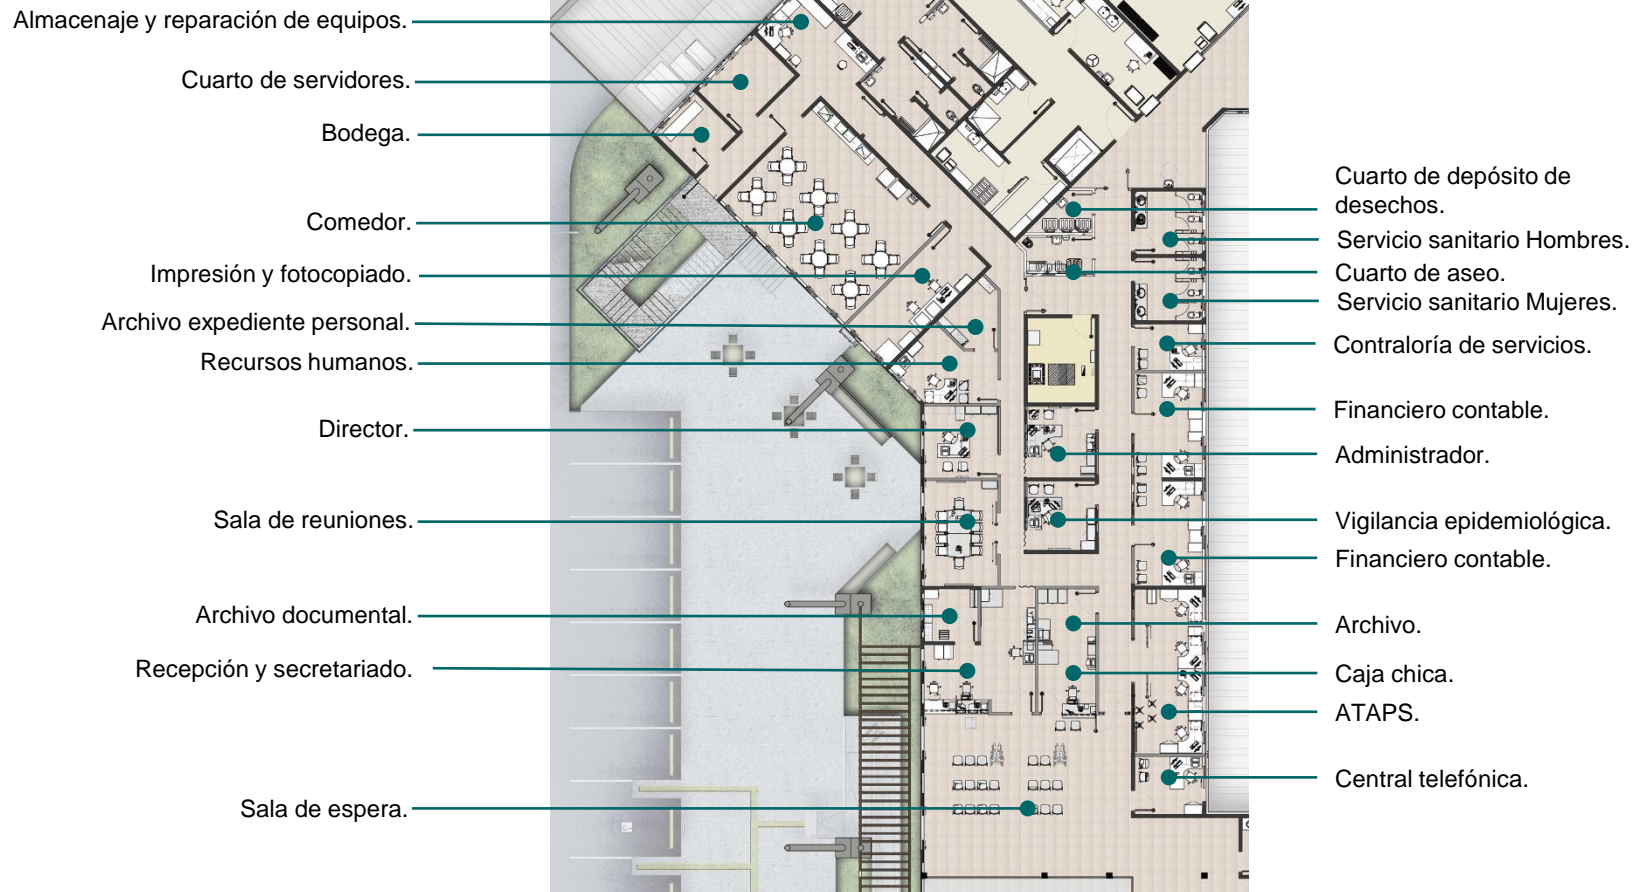 Almacenaje y reparación de equipos.
Cuarto de servidores.
Bodega.
Comedor.
Impresión y fotocopiado.
Archivo expediente personal.
Recursos humanos.
Director.
Sala de reuniones.
Archivo documental.
Recepción y secretariado.
Sala de espera.
Cuarto de depósito de
desechos.
Servicio sanitario Hombres.
Cuarto de aseo.
Servicio sanitario Mujeres.
Contraloría de servicios.
Financiero contable.
Administrador.
Vigilancia epidemiológica.
Financiero contable.
Archivo.
Caja chica.
ATAPS.
Central telefónica.